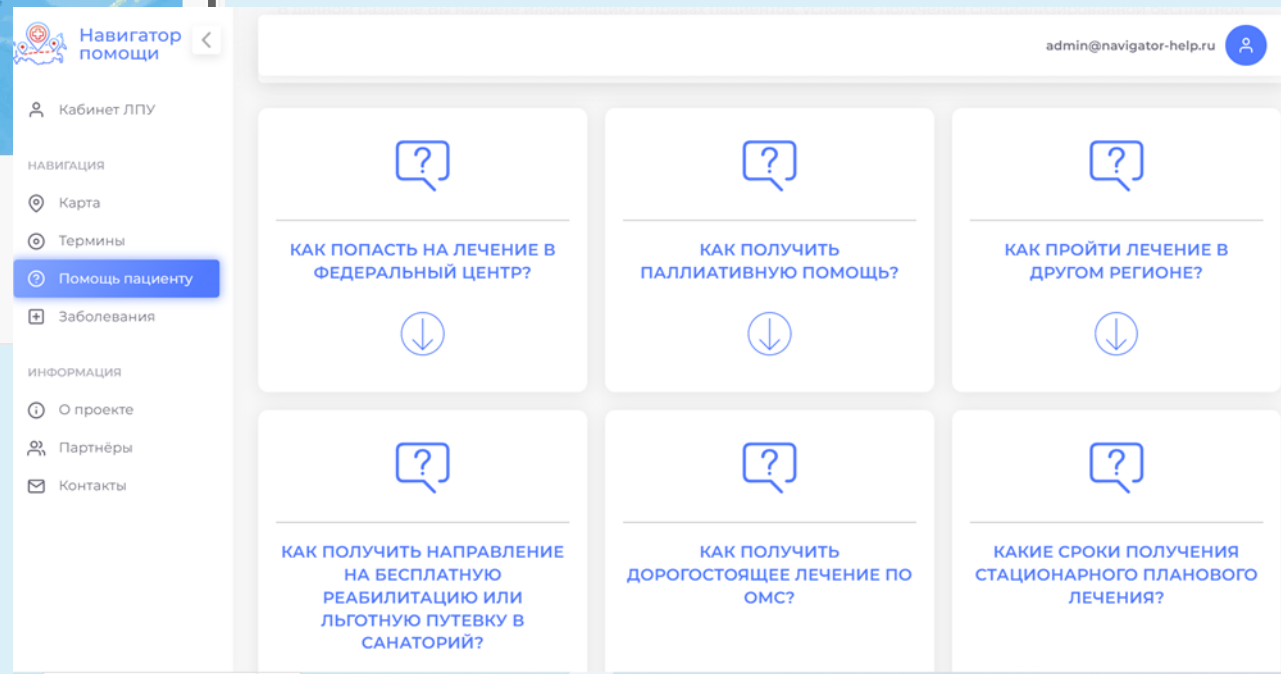 Навигатор
помощи
admin@navigator-help.ru
Кабинет ЛПУ
НАВИГАЦИЯ
Карта
Термины
Помощь пациенту
Заболевания
ИНФОРМАЦИЯ
О проекте
Партнёры
Контакты
КАК ПОПАСТЬ НА ЛЕЧЕНИЕ В
ФЕДЕРАЛЬНЫЙ ЦЕНТР?
КАК ПОЛУЧИТЬ
ПАЛЛИАТИВНУЮ ПОМОЩЬ?
КАК ПРОЙТИ ЛЕЧЕНИЕ В
ДРУГОМ РЕГИОНЕ?
КАК ПОЛУЧИТЬ НАПРАВЛЕНИЕ
НА БЕСПЛАТНУЮ
РЕАБИЛИТАЦИЮ ИЛИ
ЛЬГОТНУЮ ПУТЕВКУ В
САНАТОРИЙ?
КАК ПОЛУЧИТЬ
ДОРОГОСТОЯЩЕЕ ЛЕЧЕНИЕ ПО
ОМС?
КАКИЕ СРОКИ ПОЛУЧЕНИЯ
СТАЦИОНАРНОГО ПЛАНОВОГО
ЛЕЧЕНИЯ?